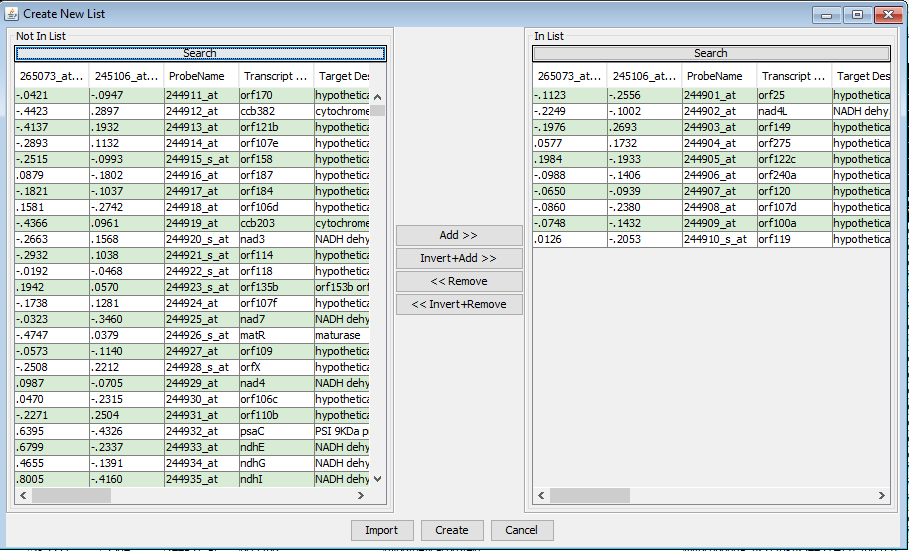 Create New List
Not In List
Search
265073_at... 245106_at... ProbeName Transcript ... Target Des
-.0421 -.0947 244911_at orf170 hypothetica
-.4423 .2897 244912_at ccb382 cytochrome
-.4137 .1932 244913_at orf121b hypothetica
-.2893 .1132 244914_at orf107e hypothetica
-.2515 -.0993 244915_s_at orf158 hypothetica
.0879 -.1802 244916_at orf187 hypothetica
-.1821 -.1037 244917_at orf184 hypothetica
.1581 -.2742 244918_at orf106d hypothetica
-.4366 .0961 244919_at ccb203 cytochrome
-.2663 .1568 244920_s_at nad3 NADH dehy
-.2932 .1038 244921_s_at orf114 hypothetica
-.0192 -.0468 244922_s_at orf118 hypothetica
.1942 .0570 244923_s_at orf135b orf153b orf
-.1738 .1281 244924_at orf107f hypothetica
-.0323 -.3460 244925_at nad7 NADH dehy
-.4747 .0379 244926_s_at matR maturase
-.0573 -.1140 244927_at orf109 hypothetica
-.2508 .2212 244928_s_at orfX hypothetica
.0987 -.0705 244929_at nad4 NADH dehy
.0470 -.2315 244930_at orf106c hypothetica
-.2271 .2504 244931_at orf110b hypothetica
.6395 -.4326 244932_at psaC PSI 9KDa p
.6799 -.2337 244933_at ndhE NADH dehy
.4655 -.1391 244934_at ndhG NADH dehy
.8005 -.4160 244935_at ndhI NADH dehy
Add >>
Invert+Add >>
<< Remove
<< Invert+Remove
In List
Search
265073_at... 245106_at... ProbeName Transcript ... Target Des
-.1123 -.2556 244901_at orf25 hypothetica
-.2249 -.1002 244902_at nad4L NADH dehy
-.1976 .2693 244903_at orf149 hypothetica
.0577 .1732 244904_at orf275 hypothetica
.1984 -.1933 244905_at orf122c hypothetica
-.0988 -.1406 244906_at orf240a hypothetica
-.0650 -.0939 244907_at orf120 hypothetica
-.0860 -.2380 244908_at orf107d hypothetica
-.0748 -.1432 244909_at orf100a hypothetica
.0126 -.2053 244910_s_at orf119 hypothetica
Import Create Cancel